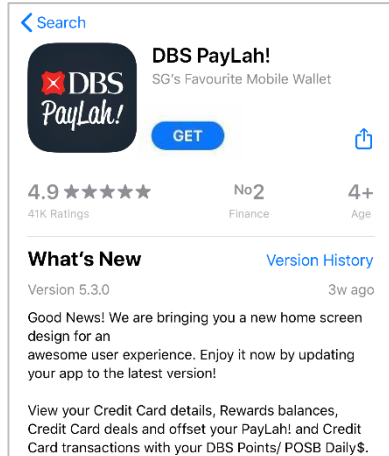 Search
DBS
PayLah!
DBS PayLah!
SG's Favourite Mobile Wallet
GET
4.9 ★★★★★
No2
4+
41K Ratings
Finance
Age
What's New
Version History
Version 5.3.0
3w ago
Good News! We are bringing you a new home screen
design for an
awesome user experience. Enjoy it now by updating
your app to the latest version!
View your Credit Card details, Rewards balances,
Credit Card deals and offset your PayLah! and Credit
Card transactions with your DBS Points/ POSB Daily$.